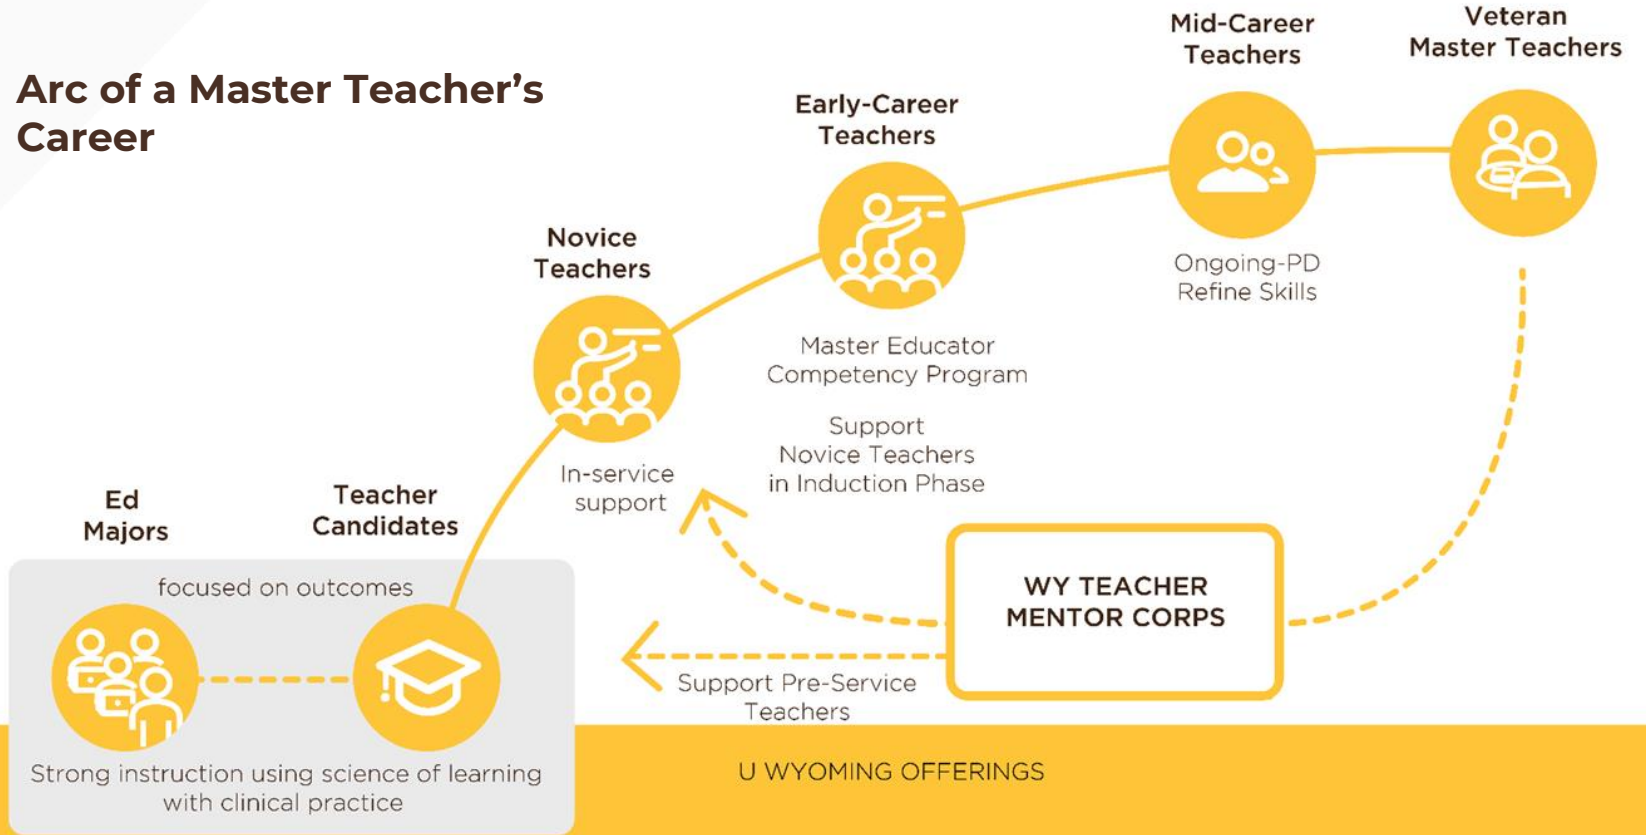 Arc of a Master Teacher's
Career
Ed
Majors
Teacher
Candidates
focused on outcomes
Strong instruction using science of learning
with clinical practice
Novice
Teachers
In-service
support
Early-Career
Teachers
Master Educator
Competency Program
Support
Novice Teachers
in Induction Phase
Mid-Career
Teachers
Ongoing-PD
Refine Skills
Veteran
Master Teachers
WY TEACHER
MENTOR CORPS
Support Pre-Service
Teachers
U WYOMING OFFERINGS